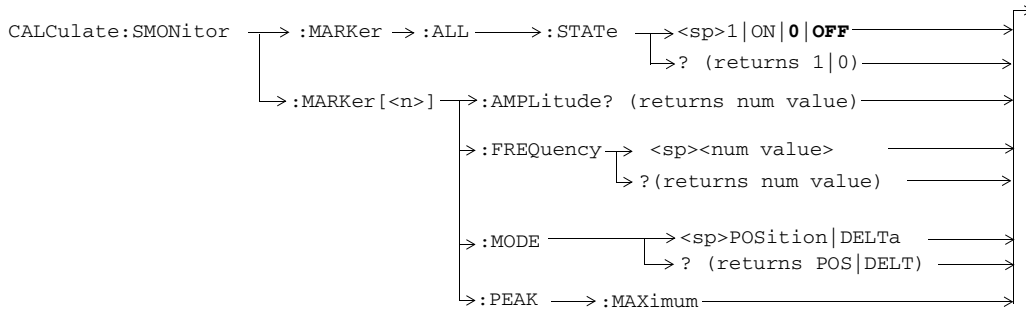 CALCulate:SMONitor :MARKer :ALL :STATe <sp>1|ON|0|OFF
? (returns 1|0)
:MARKer[<n>] :AMPLitude? (returns num value)
:FREQuency <sp><num value>
?(returns num value)
:MODE <sp>POSition|DELTa
? (returns POS|DELT)
:PEAK :MAXimum